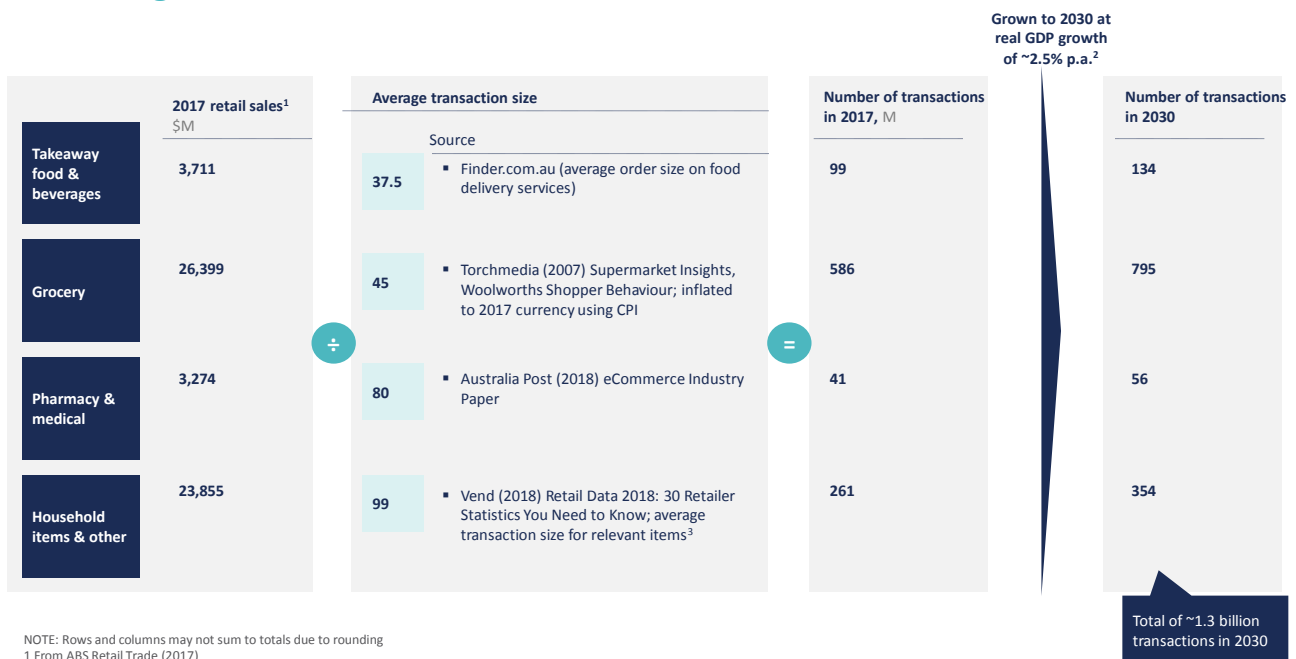 Grown to 2030 at
real GDP growth
of ~2.5% p.a.²
2017 retail sales¹
$M
Average transaction size
Source
Number of transactions
in 2017, M
Number of transactions
in 2030
Takeaway
food &
beverages
3,711
37.5
▪ Finder.com.au (average order size on food
delivery services)
99
134
Grocery
26,399
45
▪ Torchmedia (2007) Supermarket Insights,
Woolworths Shopper Behaviour; inflated
to 2017 currency using CPI
586
795
÷
=
Pharmacy &
medical
3,274
80
▪ Australia Post (2018) eCommerce Industry
Paper
41
56
Household
items & other
23,855
99
▪ Vend (2018) Retail Data 2018: 30 Retailer
Statistics You Need to Know; average
transaction size for relevant items³
261
354
Total of ~1.3 billion
transactions in 2030
NOTE: Rows and columns may not sum to totals due to rounding
1 From ABS Retail Trade (2017)